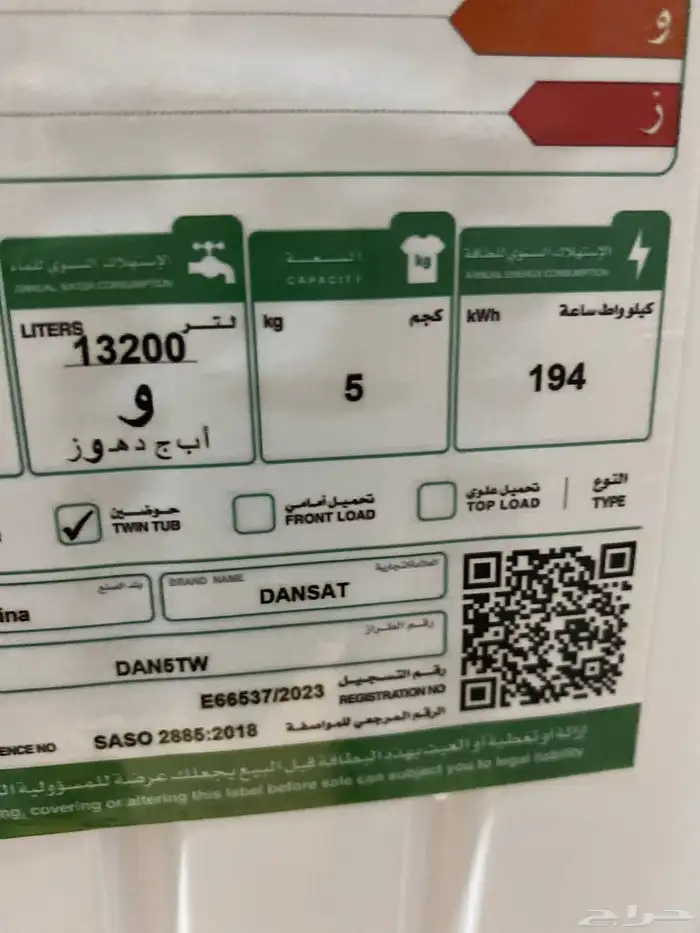 و
ز
الإستهلاك السنوي للماء
ANNUAL WATER CONSUMPTION
LITERS لتر
13200
و
أ ب ج د هـ و ز
السعة
CAPACITY
kg
kg كجم
5
الإستهلاك السنوي للطاقة
ANNUAL ENERGY CONSUMPTION
kWh كيلو واط ساعة
194
النوع
TYPE
تحميل علوي
TOP LOAD
تحميل أمامي
FRONT LOAD
حوضين
TWIN TUB
العلامة التجارية
BRAND NAME
DANSAT
بلد الصنع
ina
رقم الطراز
DAN5TW
رقم التسجيل
REGISTRATION NO
E66537/2023
الرقم المرجعي للمواصفة
SASO 2885:2018
ENCE NO
إزالة او تغطية او العبث بهذه البطاقة قبل البيع يجعلك عرضة للمسؤولية
ng, covering or altering this label before sale can subject you to legal liability
حراج